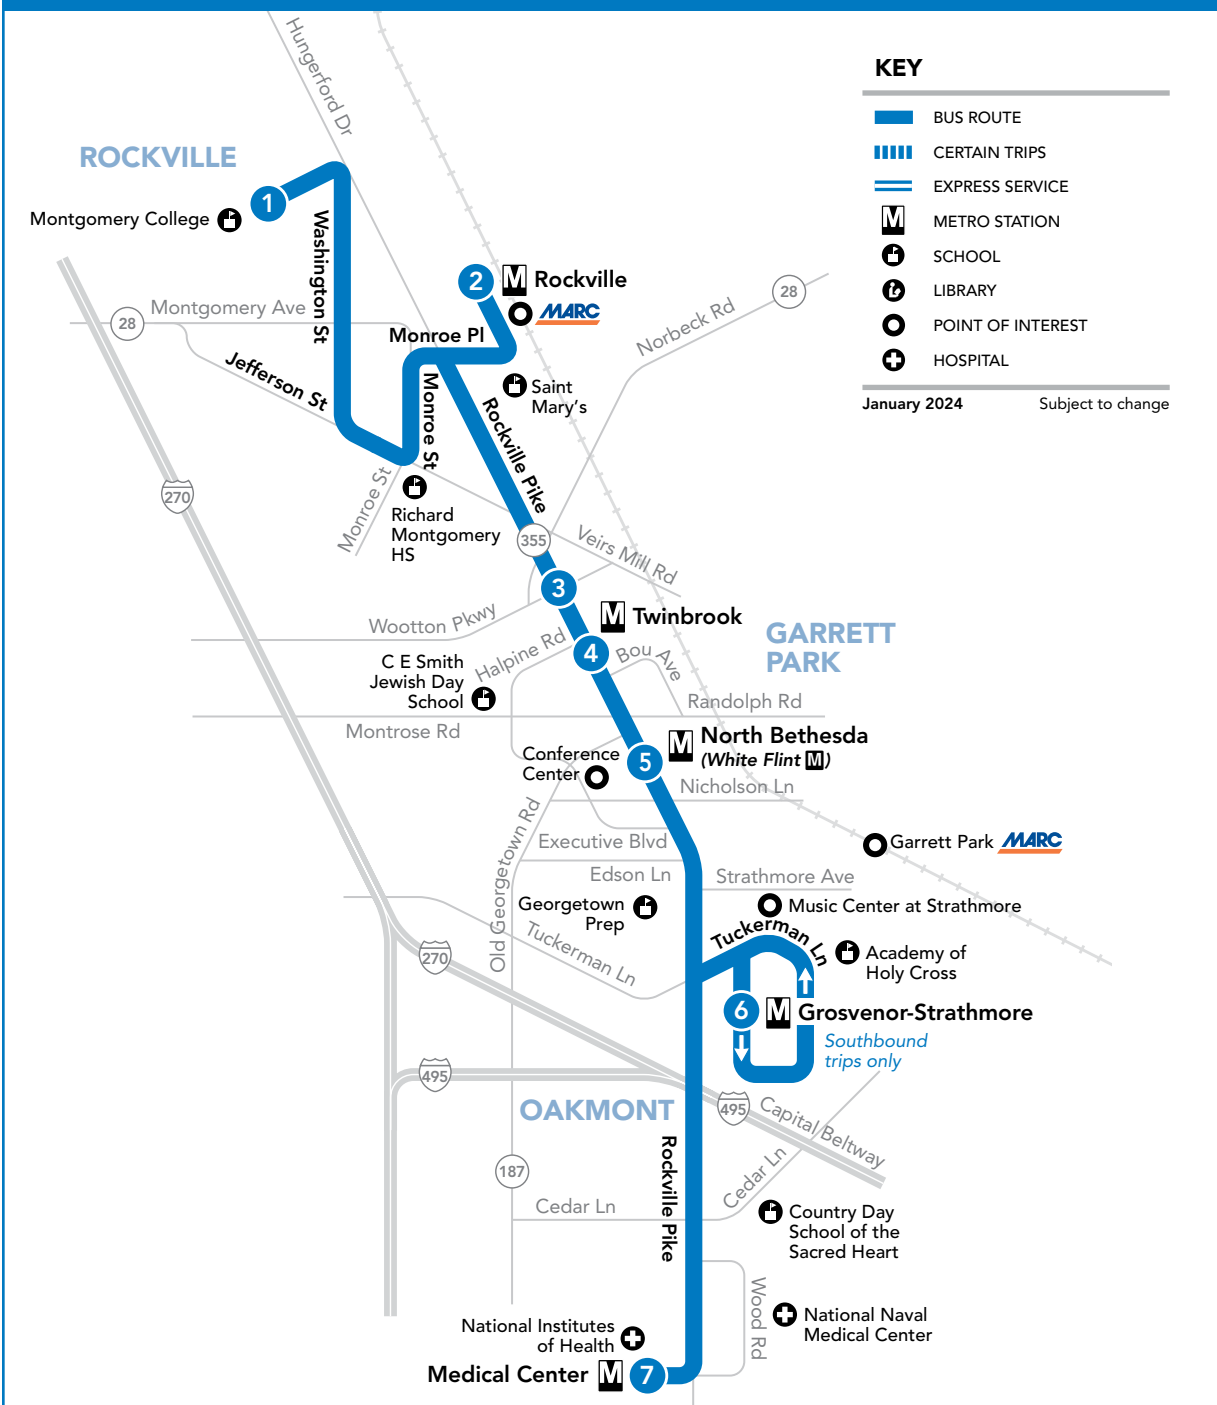 KEY
BUS ROUTE
CERTAIN TRIPS
EXPRESS SERVICE
M METRO STATION
SCHOOL
LIBRARY
POINT OF INTEREST
HOSPITAL
January 2024 Subject to change
Hungerford Dr
ROCKVILLE
1
Montgomery College
Washington St
2 M Rockville
MARC
28
Norbeck Rd
28
Montgomery Ave
Monroe Pl
Jefferson St
Monroe St
Saint
Mary's
Rockville Pike
270
Monroe St
Richard
Montgomery
HS
355
Veirs Mill Rd
3
Wootton Pkwy
M Twinbrook
GARRETT
PARK
Halpine Rd
4
Bou Ave
C E Smith
Jewish Day
School
Randolph Rd
Montrose Rd
M North Bethesda
(White Flint M)
5
Conference
Center
Nicholson Ln
Old Georgetown Rd
Executive Blvd
Garrett Park MARC
Edson Ln
Strathmore Ave
Georgetown
Prep
Music Center at Strathmore
Tuckerman Ln
Tuckerman Ln
Academy of
Holy Cross
270
6 M Grosvenor-Strathmore
Southbound
trips only
495
OAKMONT
495
Capital Beltway
Rockville Pike
187
Cedar Ln
Cedar Ln
Country Day
School of the
Sacred Heart
Wood Rd
National Naval
Medical Center
National Institutes
of Health
Medical Center M 7